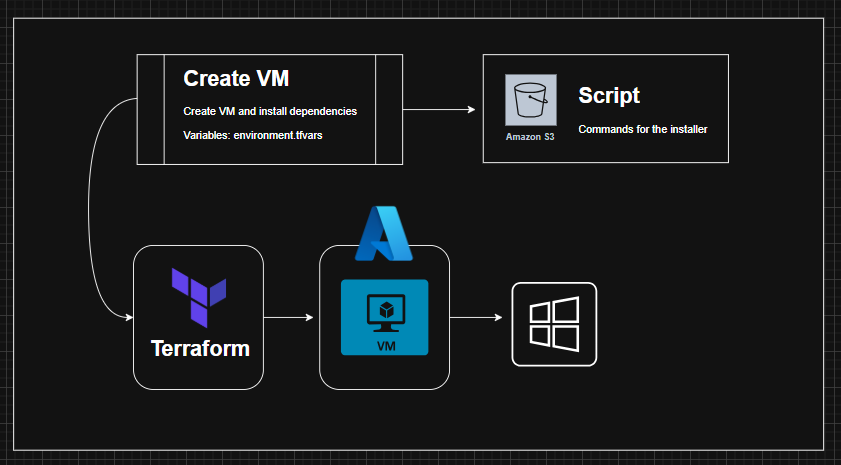 Create VM
Create VM and install dependencies
Variables: environment.tfvars
Script
Commands for the installer
Amazon S3
Terraform
VM